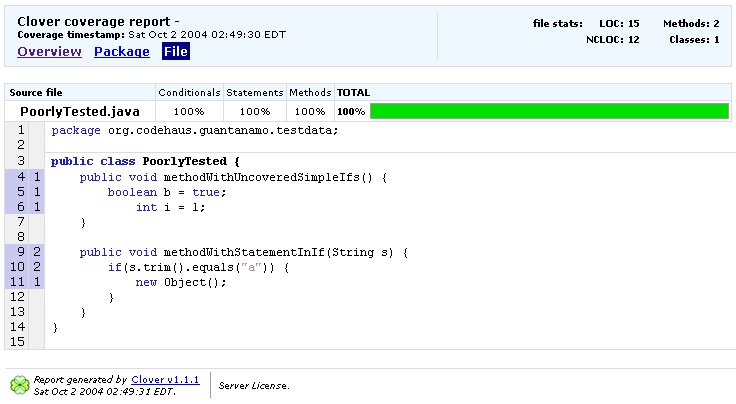 Clover coverage report -
Coverage timestamp: Sat Oct 2 2004 02:49:30 EDT
file stats: LOC: 15 Methods: 2
NCLOC: 12 Classes: 1
Overview Package File
Source file Conditionals Statements Methods TOTAL
PoorlyTested.java 100% 100% 100% 100%
1 package org.codehaus.guantanamo.testdata;
2
3 public class PoorlyTested {
4 1 public void methodWithUncoveredSimpleIfs() {
5 1 boolean b = true;
6 1 int i = 1;
7 }
8
9 2 public void methodWithStatementInIf(String s) {
10 2 if(s.trim().equals("a")) {
11 1 new Object();
12 }
13 }
14 }
15
Report generated by Clover v1.1.1
Sat Oct 2 2004 02:49:31 EDT.
Server License.